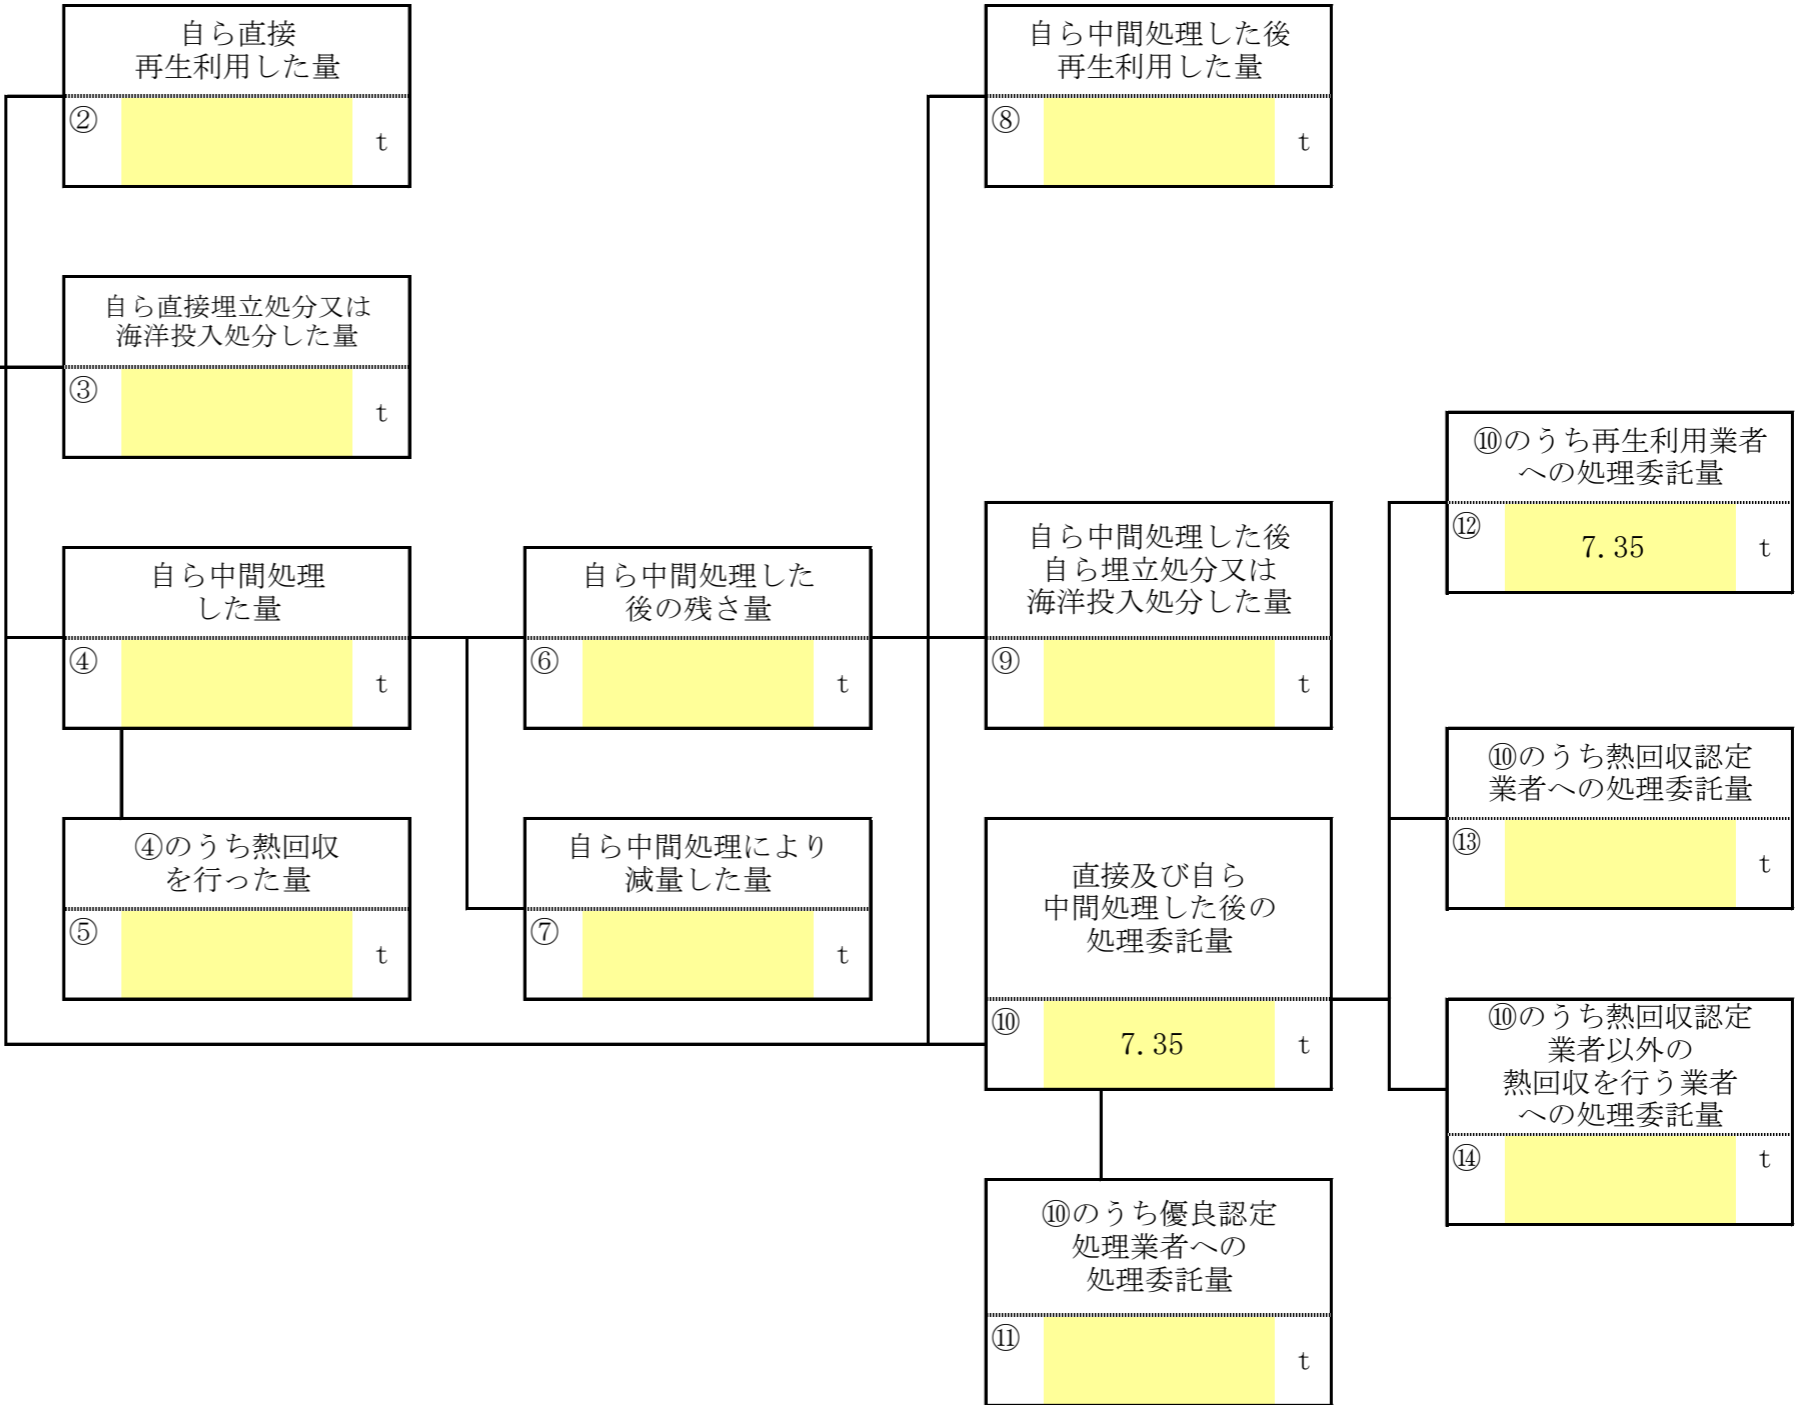 自ら直接
再生利用した量
② t
自ら中間処理した後
再生利用した量
⑧ t
自ら直接埋立処分又は
海洋投入処分した量
③ t
⑩のうち再生利用業者
への処理委託量
⑫ 7.35 t
自ら中間処理
した量
④ t
自ら中間処理した
後の残さ量
⑥ t
自ら中間処理した後
自ら埋立処分又は
海洋投入処分した量
⑨ t
⑩のうち熱回収認定
業者への処理委託量
⑬ t
④のうち熱回収
を行った量
⑤ t
自ら中間処理により
減量した量
⑦ t
直接及び自ら
中間処理した後の
処理委託量
⑩ 7.35 t
⑩のうち熱回収認定
業者以外の
熱回収を行う業者
への処理委託量
⑭ t
⑩のうち優良認定
処理業者への
処理委託量
⑪ t